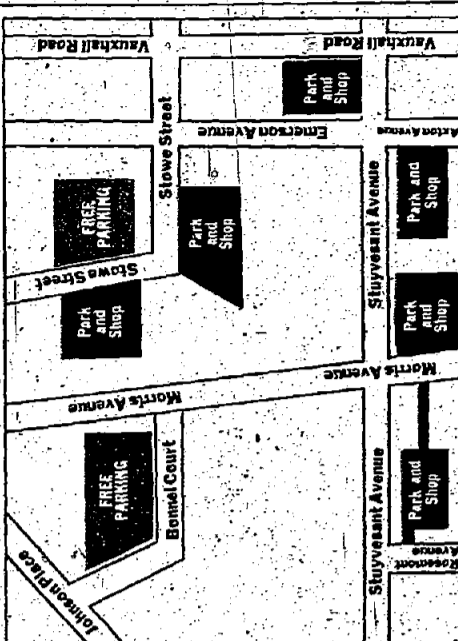 Vauxhall Road
Vauxhall Road
Park
and
Shop
Emerson Avenue
Axton Avenue
Stowe Street
FREE
PARKING
Park
and
Shop
Park and
Shop
Stowe Street
Stuyvesant Avenue
Park
and
Shop
Park
and
Shop
Morris Avenue
Morris Avenue
FREE
PARKING
Bonnel Court
Stuyvesant Avenue
Park and
Shop
Rosemont
Avenue
Johnson Place